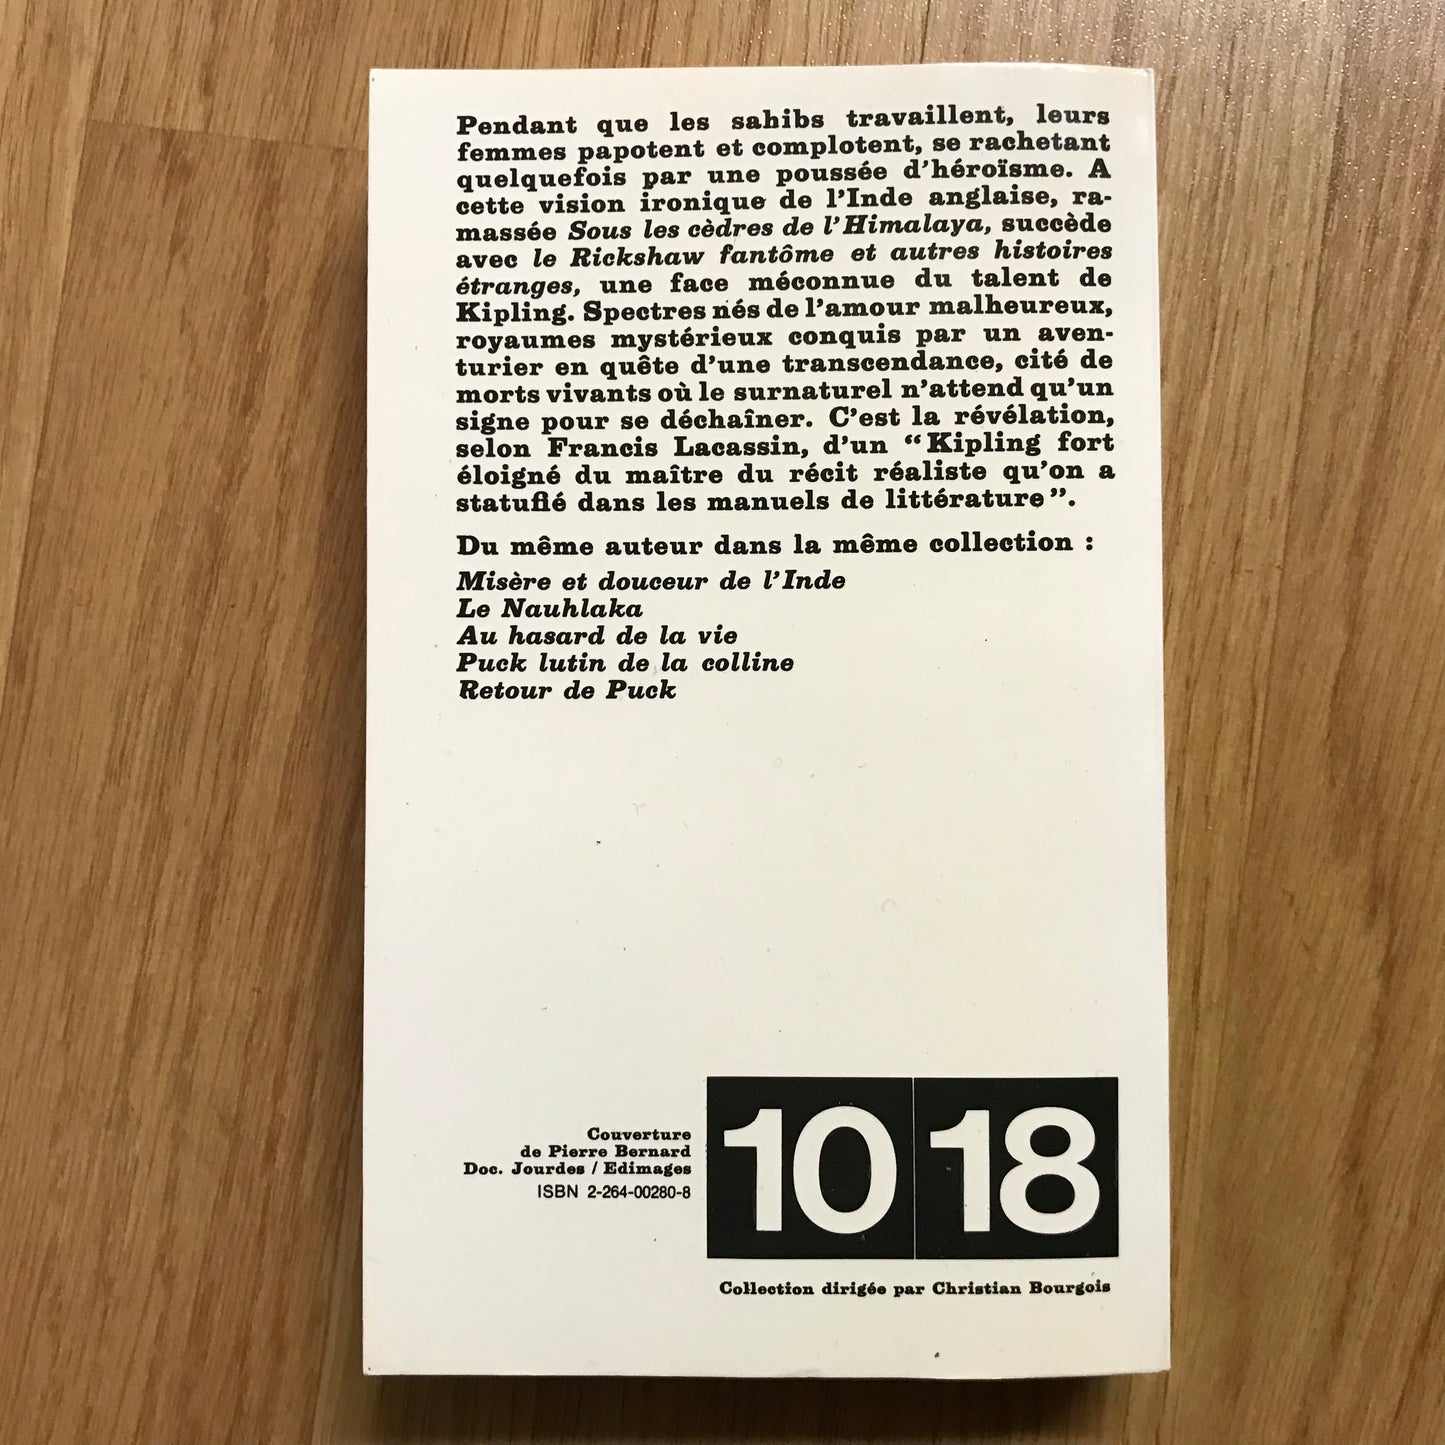 Pendant que les sahibs travaillent, leurs
femmes papotent et complotent, se rachetant
quelquefois par une poussée d'héroïsme. A
cette vision ironique de l'Inde anglaise, ra-
massée Sous les cèdres de l'Himalaya, succède
avec le Rickshaw fantôme et autres histoires
étranges, une face méconnue du talent de
Kipling. Spectres nés de l'amour malheureux,
royaumes mystérieux conquis par un aven-
turier en quête d'une transcendance, cité de
morts vivants où le surnaturel n'attend qu'un
signe pour se déchaîner. C'est la révélation,
selon Francis Lacassin, d'un “Kipling fort
éloigné du maître du récit réaliste qu'on a
statufié dans les manuels de littérature”.
Du même auteur dans la même collection :
Misère et douceur de l'Inde
Le Nauhlaka
Au hasard de la vie
Puck lutin de la colline
Retour de Puck
Couverture
de Pierre Bernard
Doc. Jourdes / Edimages
ISBN 2-264-00280-8
10 18
Collection dirigée par Christian Bourgois